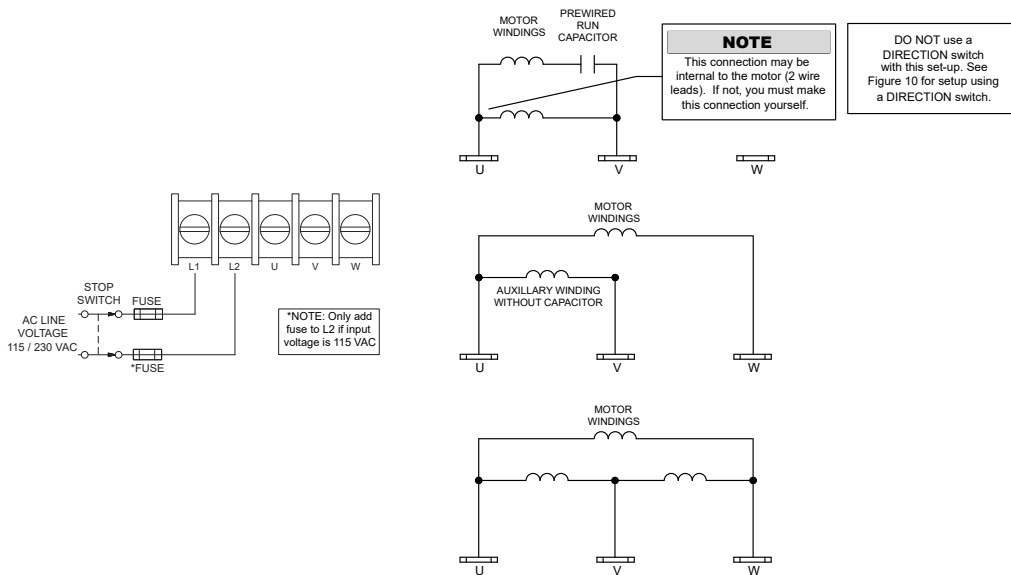 MOTOR
WINDINGS
PREWIRED
RUN
CAPACITOR
NOTE
This connection may be
internal to the motor (2 wire
leads). If not, you must make
this connection yourself.
DO NOT use a
DIRECTION switch
with this set-up. See
Figure 10 for setup using
a DIRECTION switch.
U
V
W
L1
L2
U
V
W
STOP
SWITCH
FUSE
AC LINE
VOLTAGE
115 / 230 VAC
*FUSE
*NOTE: Only add
fuse to L2 if input
voltage is 115 VAC
MOTOR
WINDINGS
AUXILLARY WINDING
WITHOUT CAPACITOR
U
V
W
MOTOR
WINDINGS
U
V
W